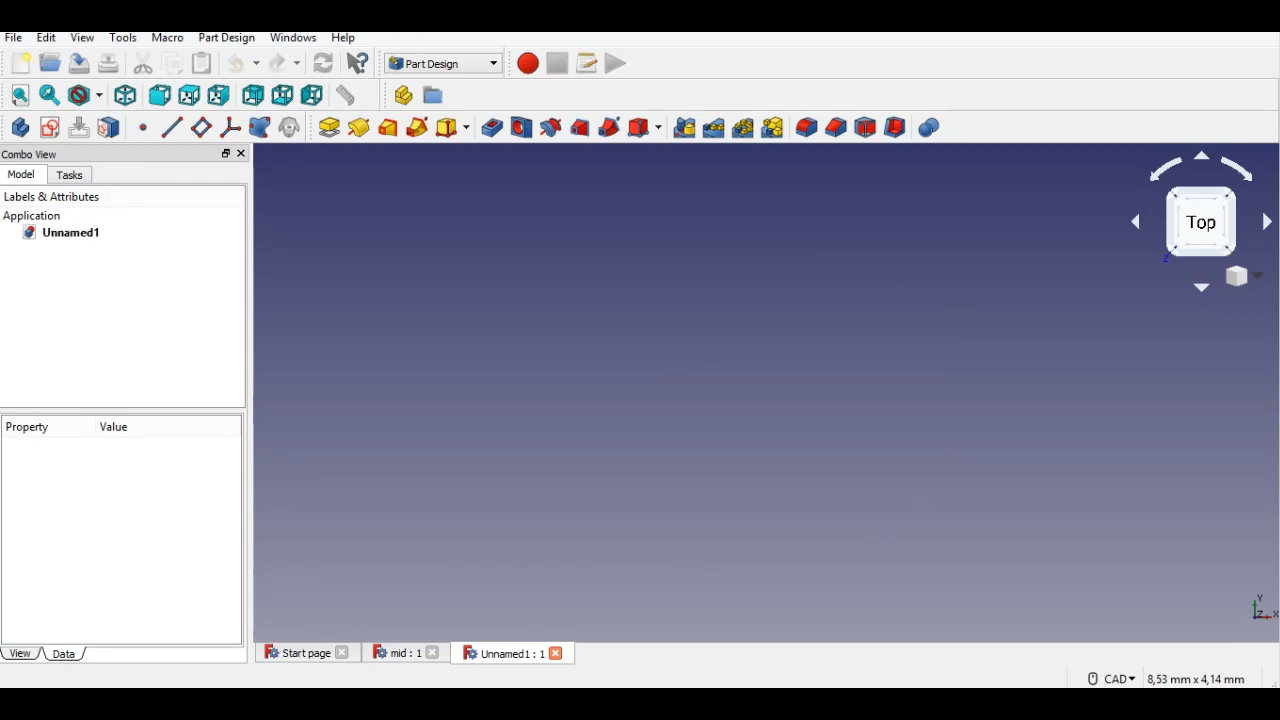 File Edit View Tools Macro Part Design Windows Help
Part Design
Combo View
Model Tasks
Labels & Attributes
Application
Unnamed1
Top
Z
Property Value
Y
Z X
View Data
Start page mid : 1 Unnamed1 : 1
CAD 8,53 mm x 4,14 mm